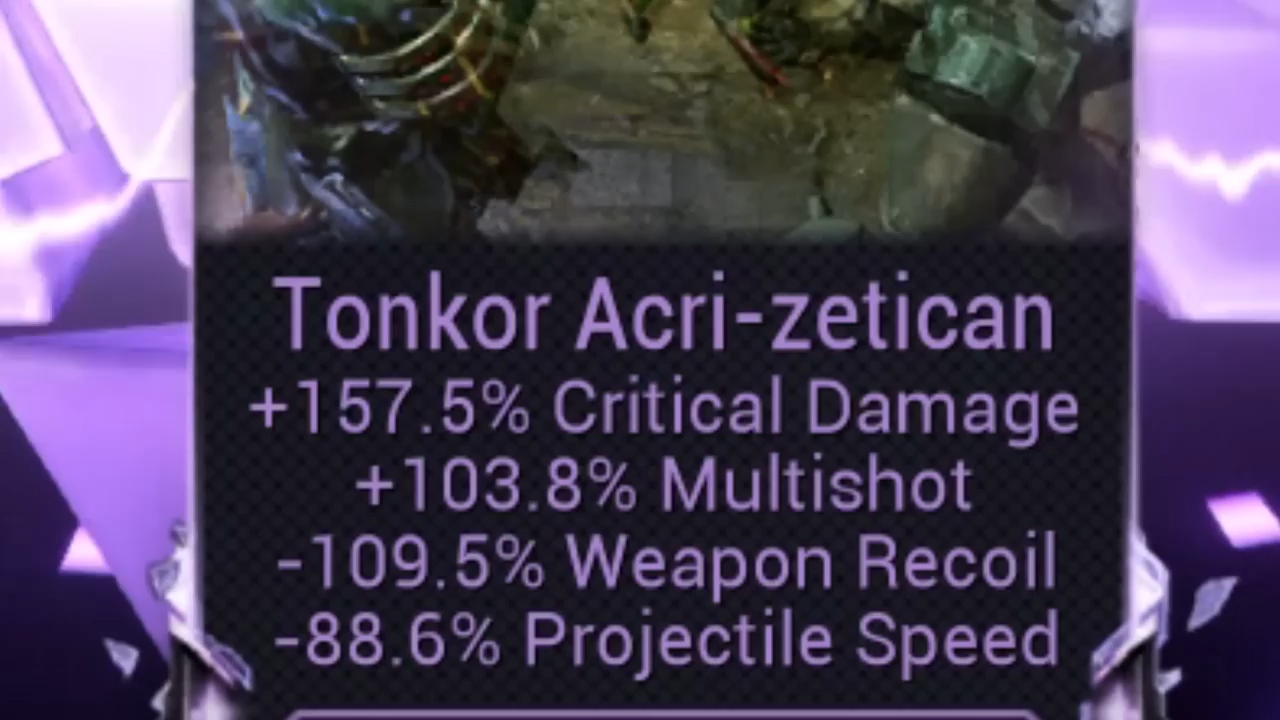 Tonkor Acri-zetican
+157.5% Critical Damage
+103.8% Multishot
-109.5% Weapon Recoil
-88.6% Projectile Speed